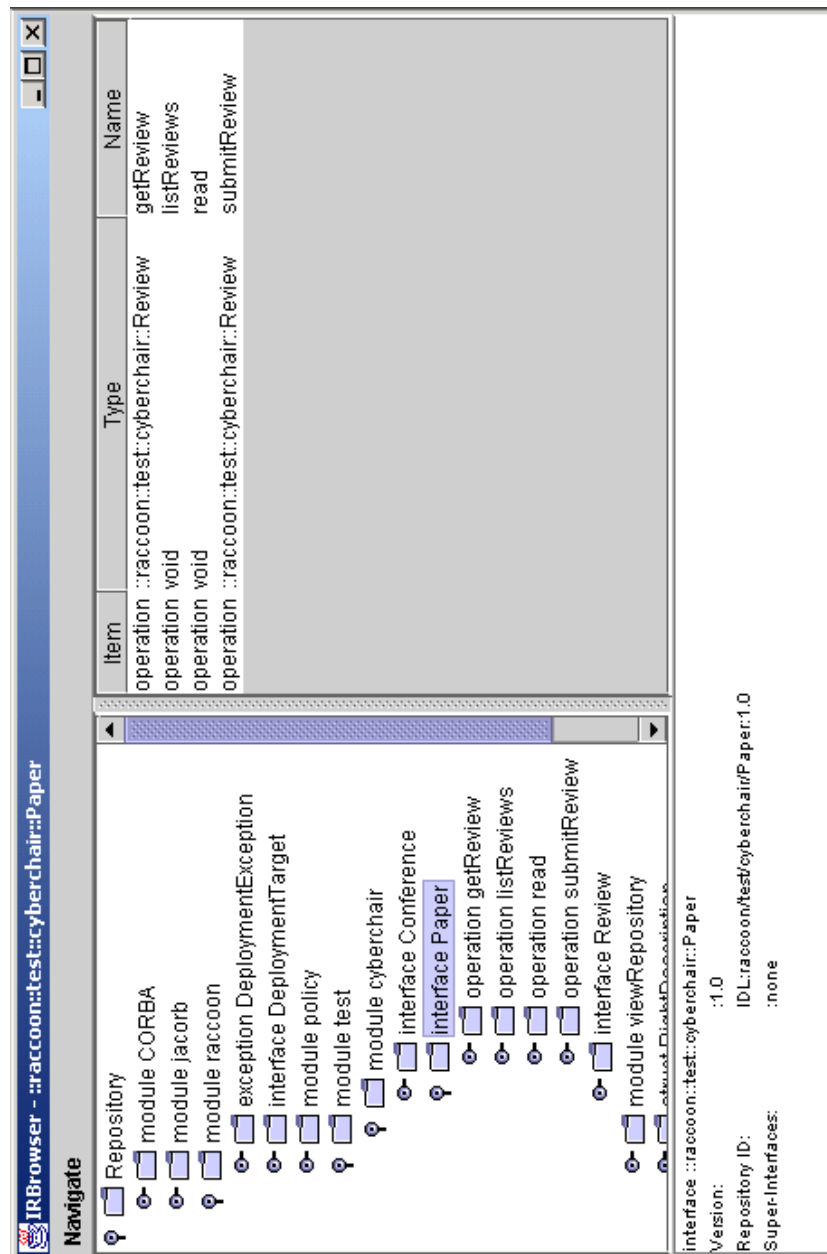 IRBrowser - ::raccoon::test::cyberchair::Paper
Navigate
Repository
module CORBA
module jacorb
module raccoon
exception DeploymentException
interface DeploymentTarget
module policy
module test
module cyberchair
interface Conference
interface Paper
operation getReview
operation listReviews
operation read
operation submitReview
interface Review
module viewRepository
struct RightDescription
Item Type Name
operation ::raccoon::test::cyberchair::Review getReview
operation void listReviews
operation void read
operation ::raccoon::test::cyberchair::Review submitReview
interface ::raccoon::test::cyberchair::Paper
Version: :1.0
Repository ID: IDL:raccoon/test/cyberchair/Paper:1.0
Super-Interfaces: :none